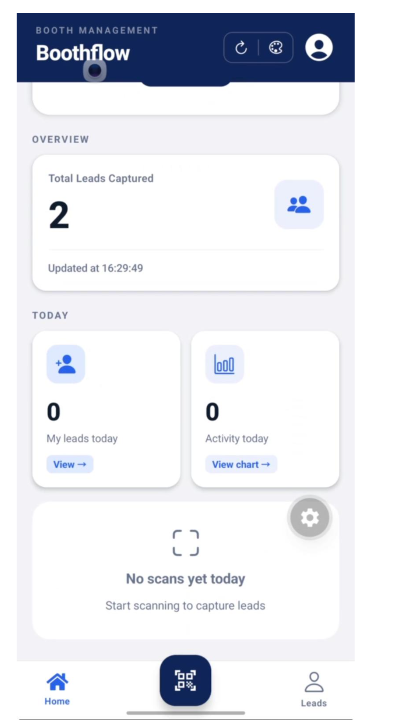 BOOTH MANAGEMENT
Boothflow
OVERVIEW
Total Leads Captured
2
Updated at 16:29:49
TODAY
0
My leads today
View →
0
Activity today
View chart →
No scans yet today
Start scanning to capture leads
Home
Leads